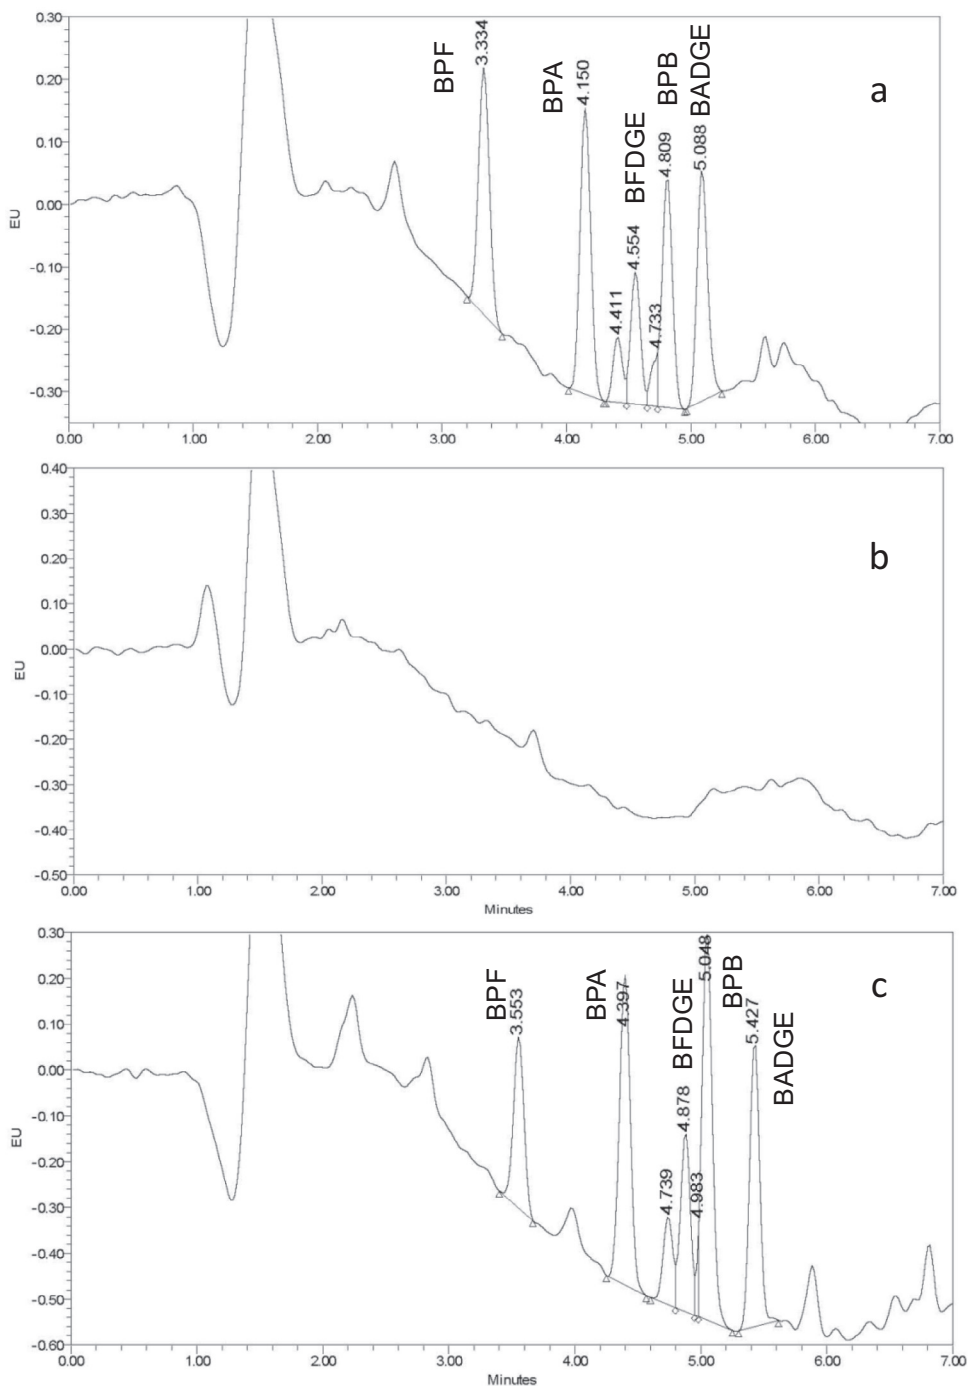 0.30
0.20
0.10
0.00
-0.10
-0.20
-0.30
EU
BPF
3.334
BPA
4.150
4.411
BFDGE
4.554
4.733
BPB
4.809
BADGE
5.088
a
0.00 1.00 2.00 3.00 4.00 5.00 6.00 7.00
0.40
0.30
0.20
0.10
0.00
-0.10
-0.20
-0.30
-0.40
-0.50
EU
b
0.00 1.00 2.00 3.00 4.00 5.00 6.00 7.00
Minutes
0.30
0.20
0.10
0.00
-0.10
-0.20
-0.30
-0.40
-0.50
-0.60
EU
BPF
3.553
BPA
4.397
4.739
BFDGE
4.878
4.983
5.048
BPB
5.427
BADGE
c
0.00 1.00 2.00 3.00 4.00 5.00 6.00 7.00
Minutes